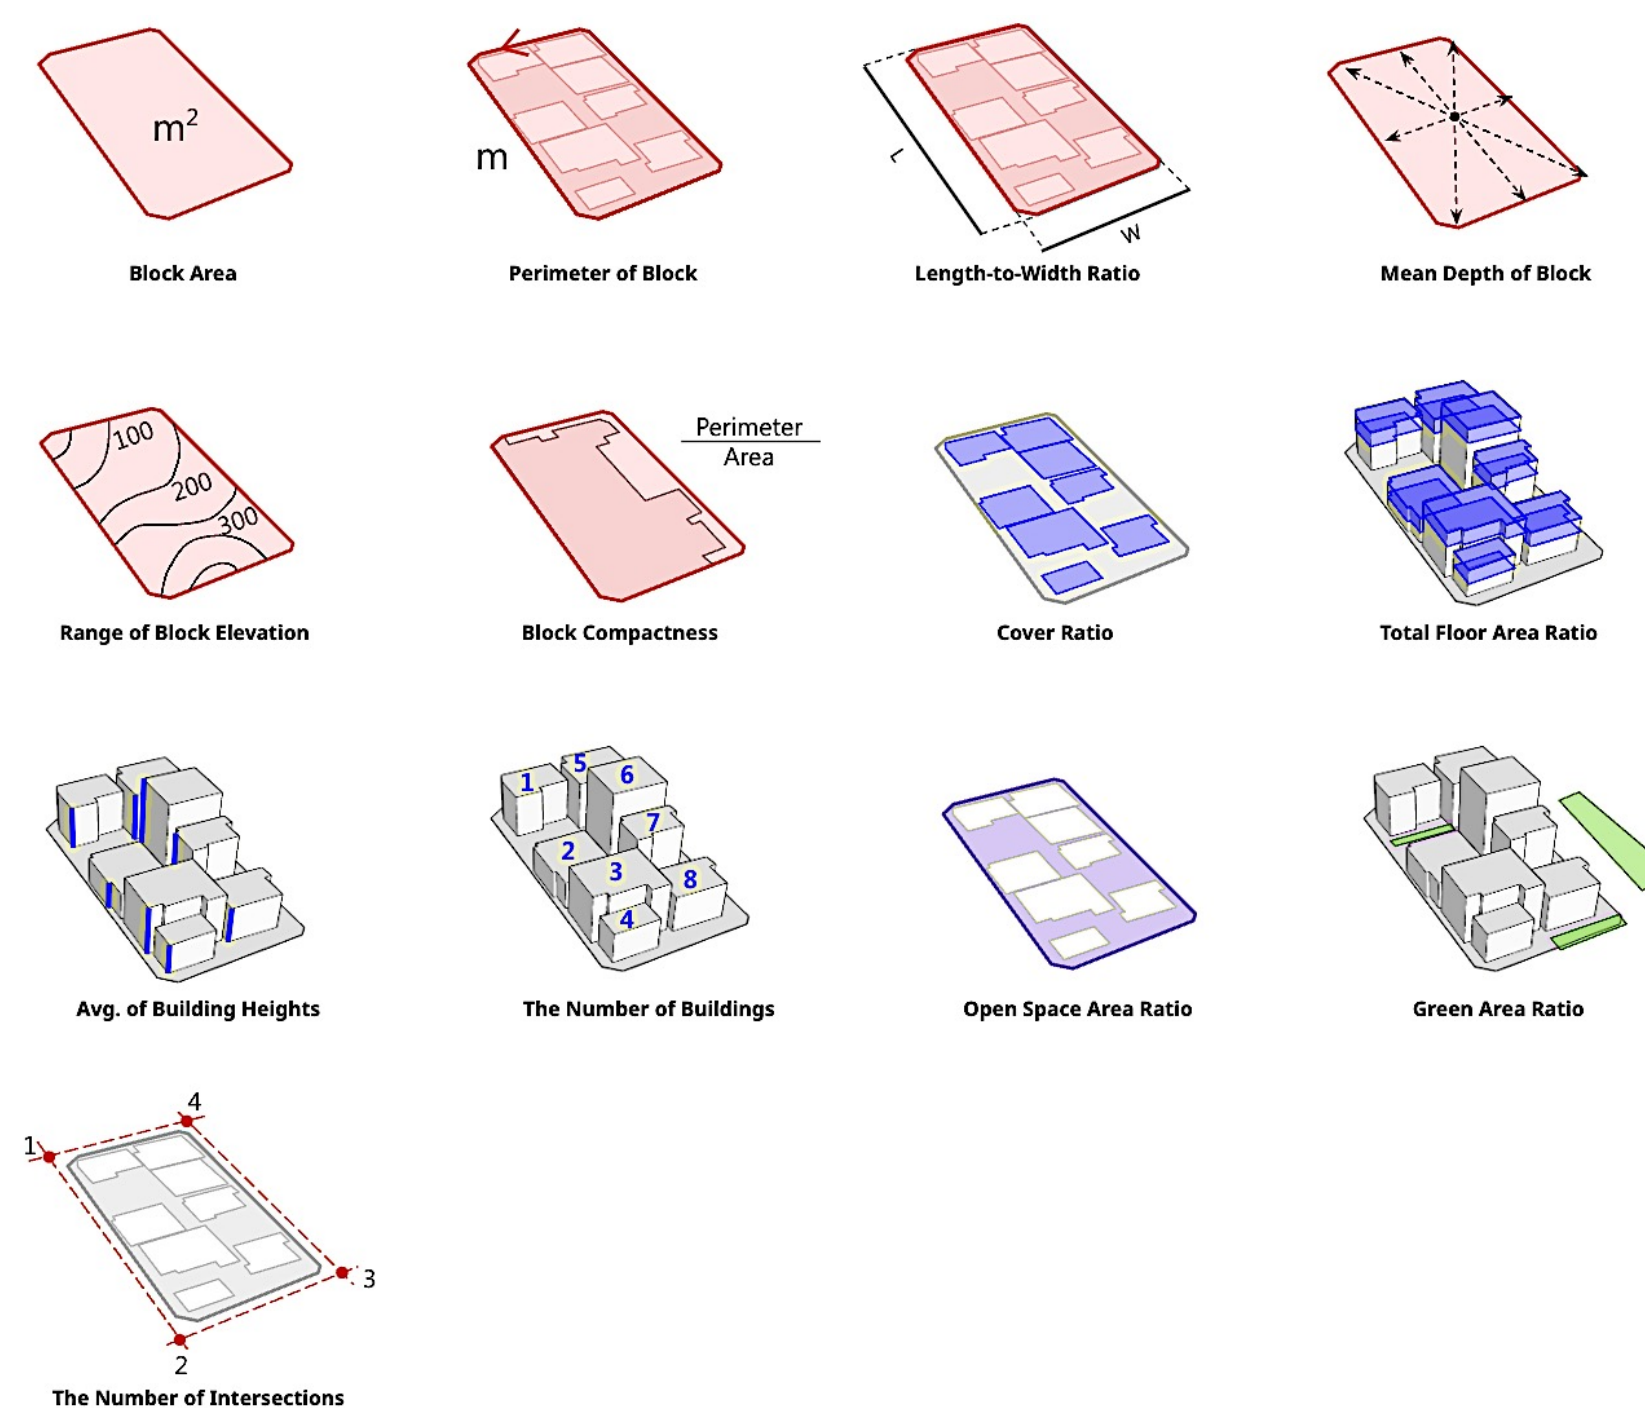 m²
Block Area
m
Perimeter of Block
L
W
Length-to-Width Ratio
Mean Depth of Block
100
200
300
Range of Block Elevation
Perimeter
Area
Block Compactness
Cover Ratio
Total Floor Area Ratio
Avg. of Building Heights
1
5
6
7
2
3
8
4
The Number of Buildings
Open Space Area Ratio
Green Area Ratio
4
1
3
2
The Number of Intersections